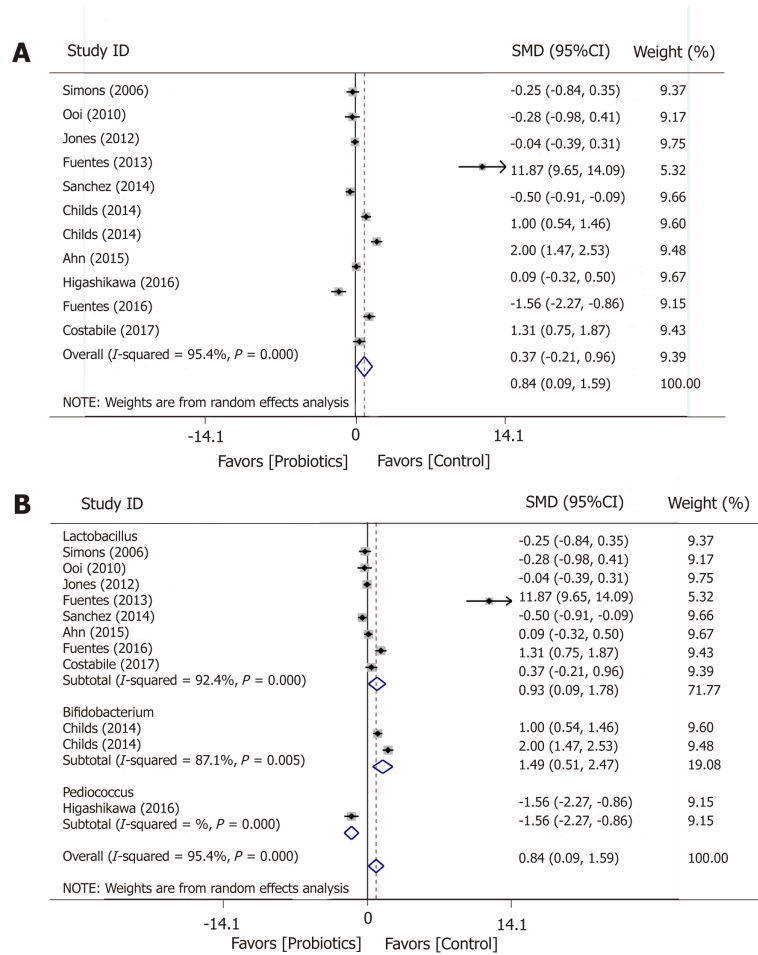 A
Study ID SMD (95%CI) Weight (%)
Simons (2006) -0.25 (-0.84, 0.35) 9.37
Ooi (2010) -0.28 (-0.98, 0.41) 9.17
Jones (2012) -0.04 (-0.39, 0.31) 9.75
Fuentes (2013) 11.87 (9.65, 14.09) 5.32
Sanchez (2014) -0.50 (-0.91, -0.09) 9.66
Childs (2014) 1.00 (0.54, 1.46) 9.60
Childs (2014) 2.00 (1.47, 2.53) 9.48
Ahn (2015) 0.09 (-0.32, 0.50) 9.67
Higashikawa (2016) -1.56 (-2.27, -0.86) 9.15
Fuentes (2016) 1.31 (0.75, 1.87) 9.43
Costabile (2017) 0.37 (-0.21, 0.96) 9.39
Overall (I-squared = 95.4%, P = 0.000) 0.84 (0.09, 1.59) 100.00
NOTE: Weights are from random effects analysis
-14.1 0 14.1
Favors [Probiotics] Favors [Control]
B
Study ID SMD (95%CI) Weight (%)
Lactobacillus
Simons (2006) -0.25 (-0.84, 0.35) 9.37
Ooi (2010) -0.28 (-0.98, 0.41) 9.17
Jones (2012) -0.04 (-0.39, 0.31) 9.75
Fuentes (2013) 11.87 (9.65, 14.09) 5.32
Sanchez (2014) -0.50 (-0.91, -0.09) 9.66
Ahn (2015) 0.09 (-0.32, 0.50) 9.67
Fuentes (2016) 1.31 (0.75, 1.87) 9.43
Costabile (2017) 0.37 (-0.21, 0.96) 9.39
Subtotal (I-squared = 92.4%, P = 0.000) 0.93 (0.09, 1.78) 71.77
Bifidobacterium
Childs (2014) 1.00 (0.54, 1.46) 9.60
Childs (2014) 2.00 (1.47, 2.53) 9.48
Subtotal (I-squared = 87.1%, P = 0.005) 1.49 (0.51, 2.47) 19.08
Pediococcus
Higashikawa (2016) -1.56 (-2.27, -0.86) 9.15
Subtotal (I-squared = %, P = 0.000) -1.56 (-2.27, -0.86) 9.15
Overall (I-squared = 95.4%, P = 0.000) 0.84 (0.09, 1.59) 100.00
NOTE: Weights are from random effects analysis
-14.1 0 14.1
Favors [Probiotics] Favors [Control]